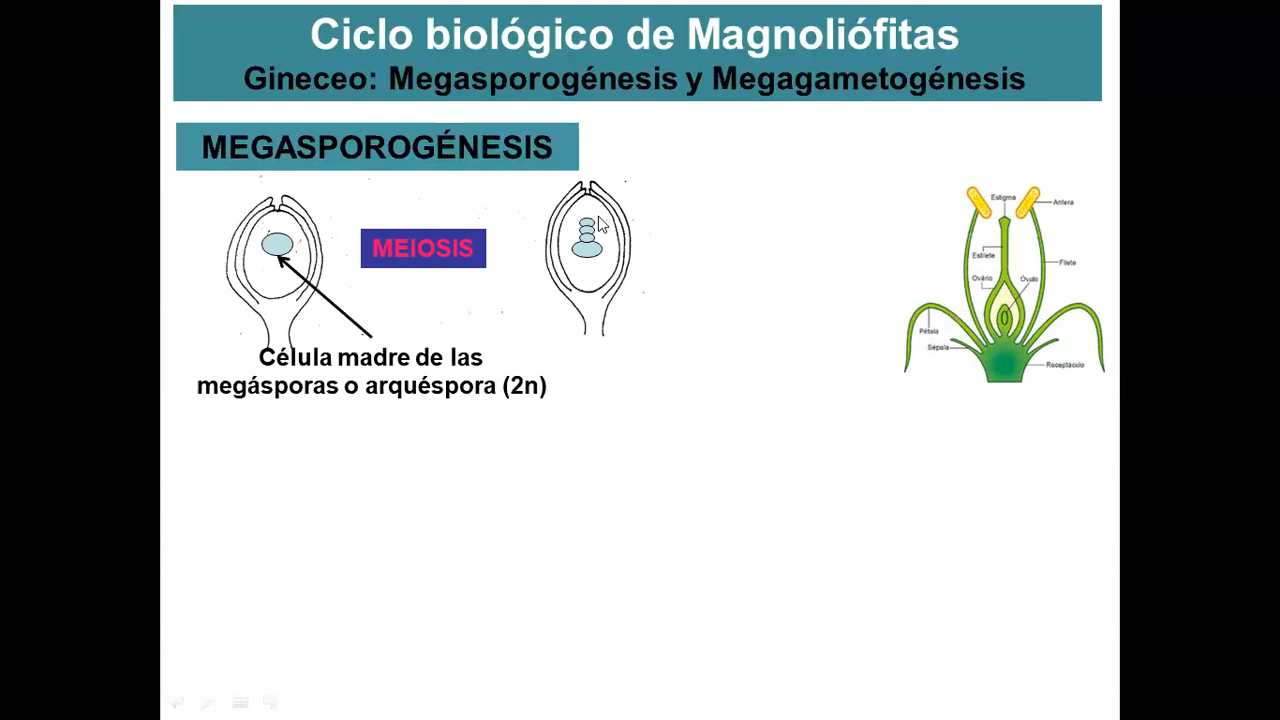 Ciclo biológico de Magnoliófitas
Gineceo: Megasporogénesis y Megagametogénesis
MEGASPOROGÉNESIS
MEIOSIS
Célula madre de las
megásporas o arquéspora (2n)
Estigma
Antera
Estilete
Filete
Ovário
Óvulo
Pétala
Sépala
Receptáculo